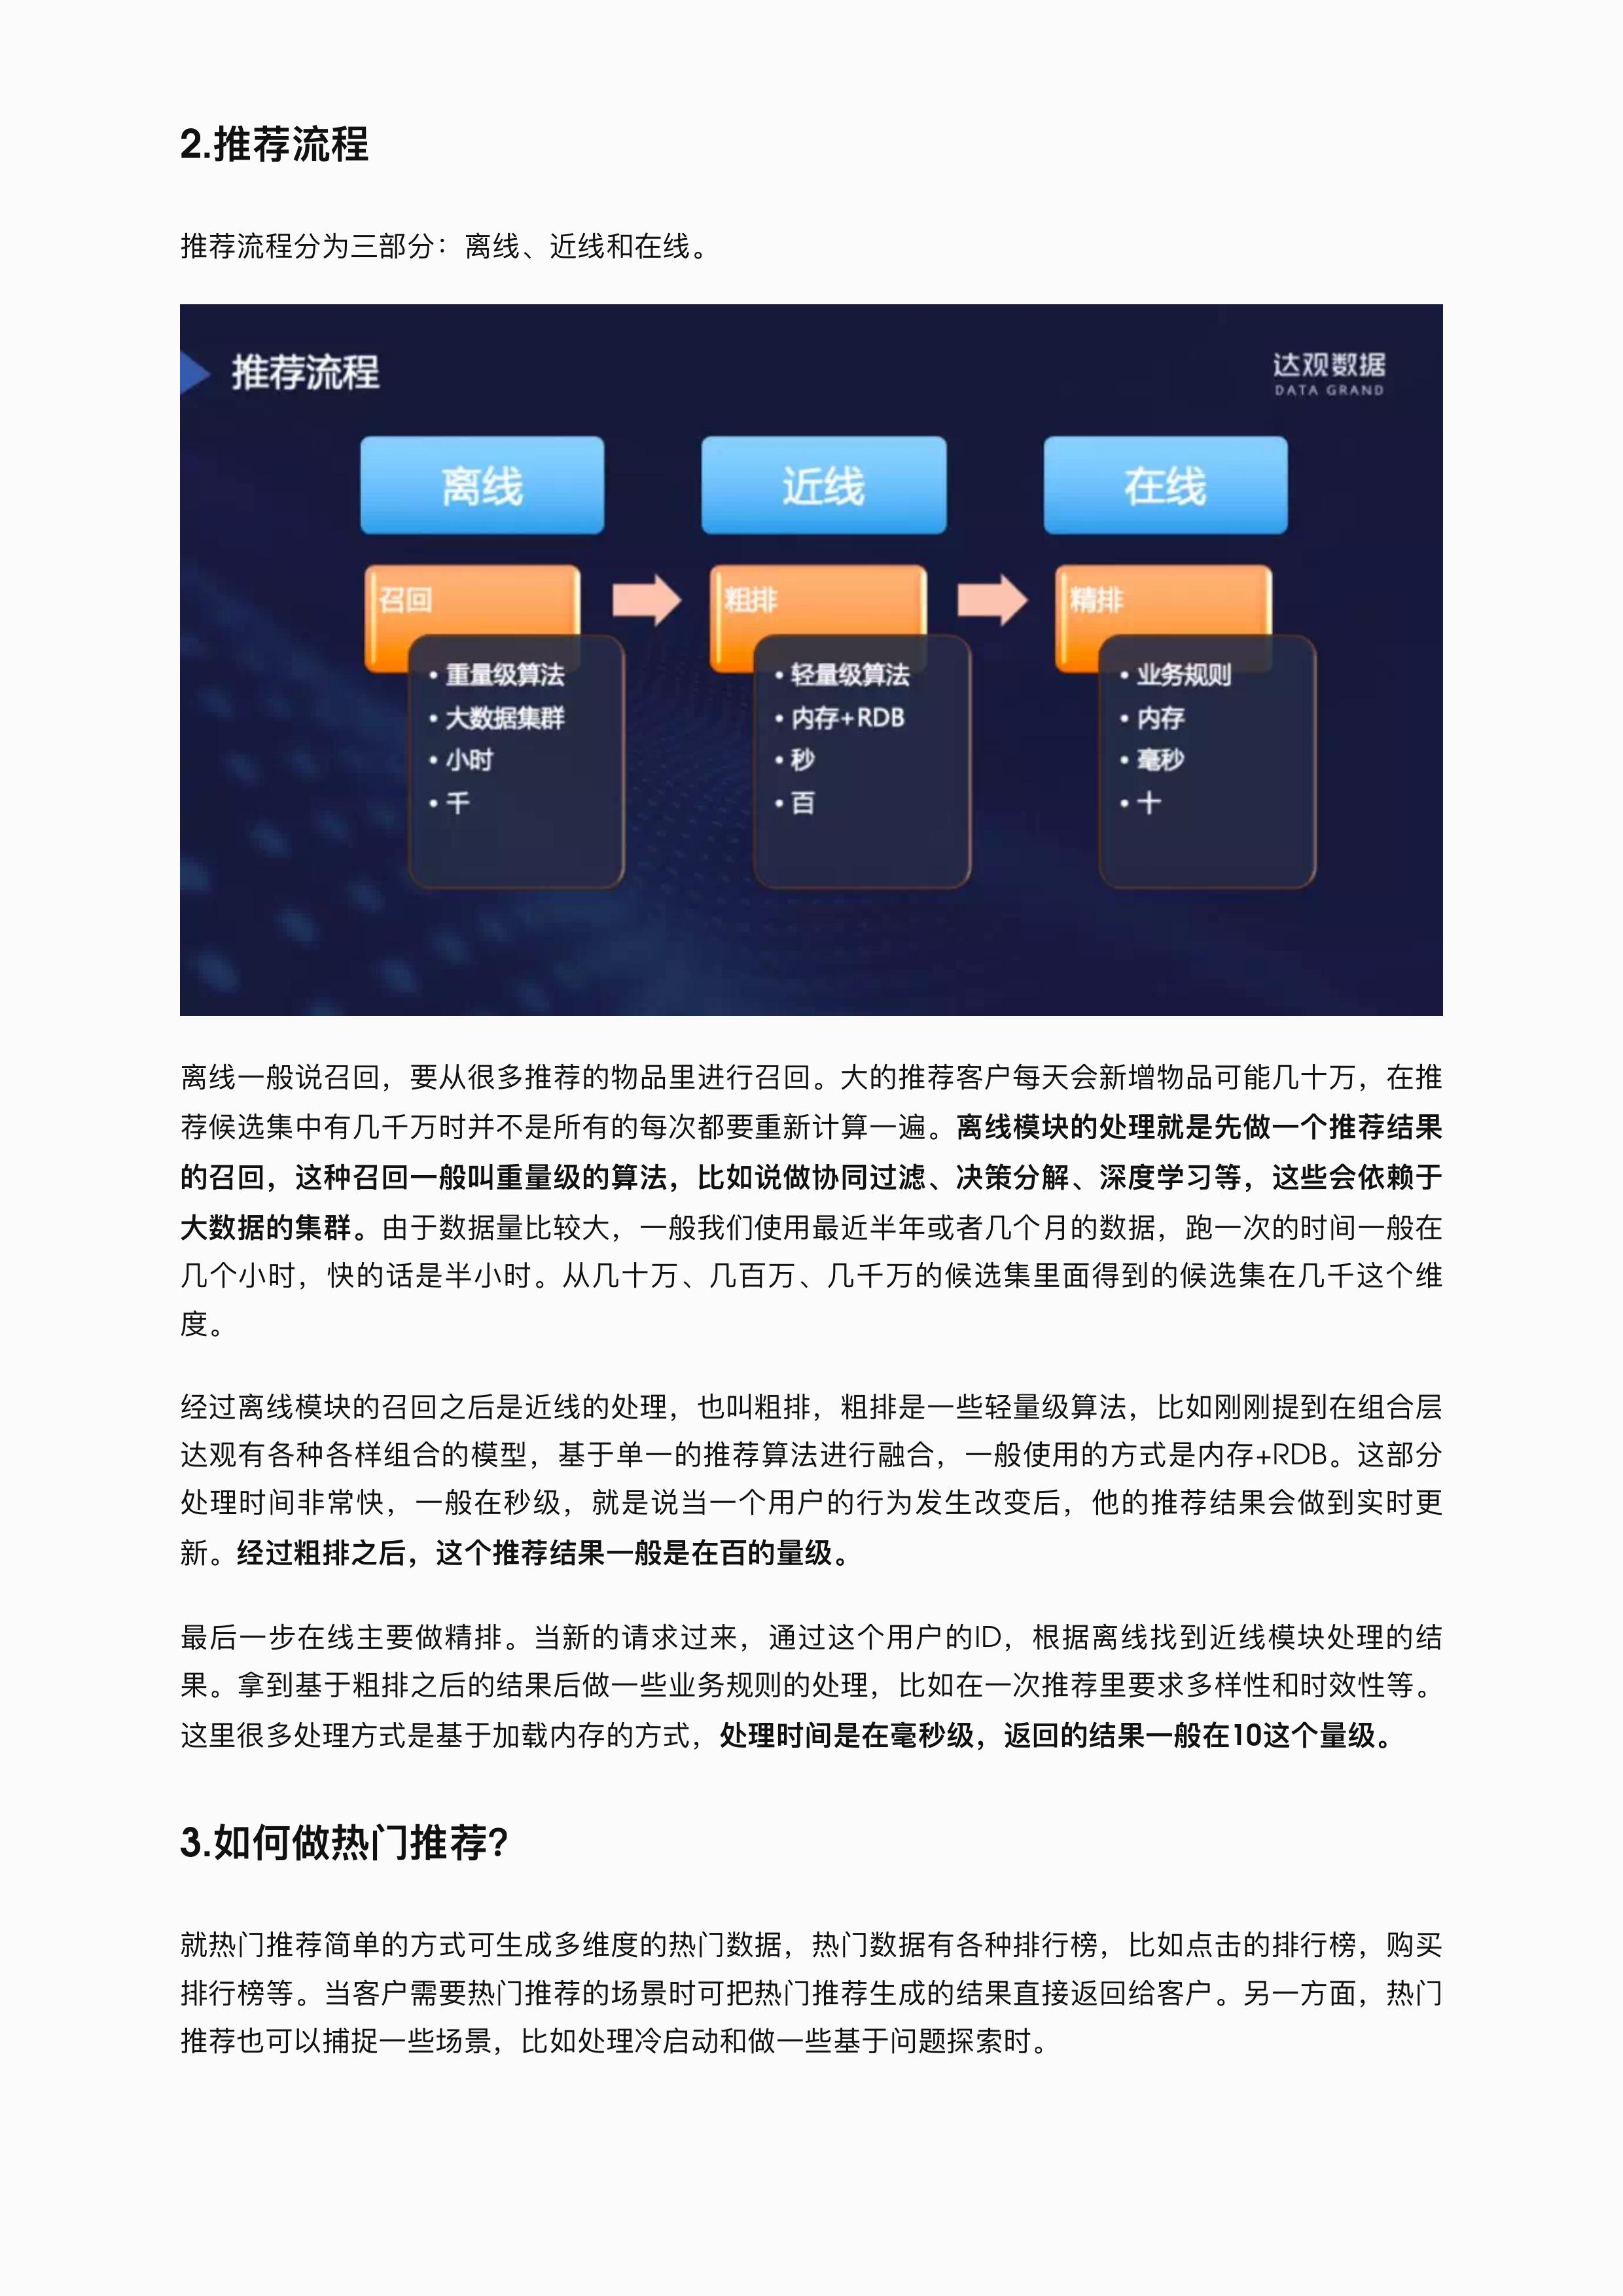 2.推荐流程
推荐流程分为三部分：离线、近线和在线。
推荐流程
达观数据
DATA GRAND
离线
近线
在线
召回
粗排
精排
• 重量级算法
• 大数据集群
• 小时
• 千
• 轻量级算法
• 内存+RDB
• 秒
• 百
• 业务规则
• 内存
• 毫秒
• 十
离线一般说召回，要从很多推荐的物品里进行召回。大的推荐客户每天会新增物品可能几十万，在推
荐候选集中有几千万时并不是所有的每次都要重新计算一遍。离线模块的处理就是先做一个推荐结果
的召回，这种召回一般叫重量级的算法，比如说做协同过滤、决策分解、深度学习等，这些会依赖于
大数据的集群。由于数据量比较大，一般我们使用最近半年或者几个月的数据，跑一次的时间一般在
几个小时，快的话是半小时。从几十万、几百万、几千万的候选集里面得到的候选集在几千这个维
度。
经过离线模块的召回之后是近线的处理，也叫粗排，粗排是一些轻量级算法，比如刚刚提到在组合层
达观有各种各样组合的模型，基于单一的推荐算法进行融合，一般使用的方式是内存+RDB。这部分
处理时间非常快，一般在秒级，就是说当一个用户的行为发生改变后，他的推荐结果会做到实时更
新。经过粗排之后，这个推荐结果一般是在百的量级。
最后一步在线主要做精排。当新的请求过来，通过这个用户的ID，根据离线找到近线模块处理的结
果。拿到基于粗排之后的结果后做一些业务规则的处理，比如在一次推荐里要求多样性和时效性等。
这里很多处理方式是基于加载内存的方式，处理时间是在毫秒级，返回的结果一般在10这个量级。
3.如何做热门推荐?
就热门推荐简单的方式可生成多维度的热门数据，热门数据有各种排行榜，比如点击的排行榜，购买
排行榜等。当客户需要热门推荐的场景时可把热门推荐生成的结果直接返回给客户。另一方面，热门
推荐也可以捕捉一些场景，比如处理冷启动和做一些基于问题探索时。